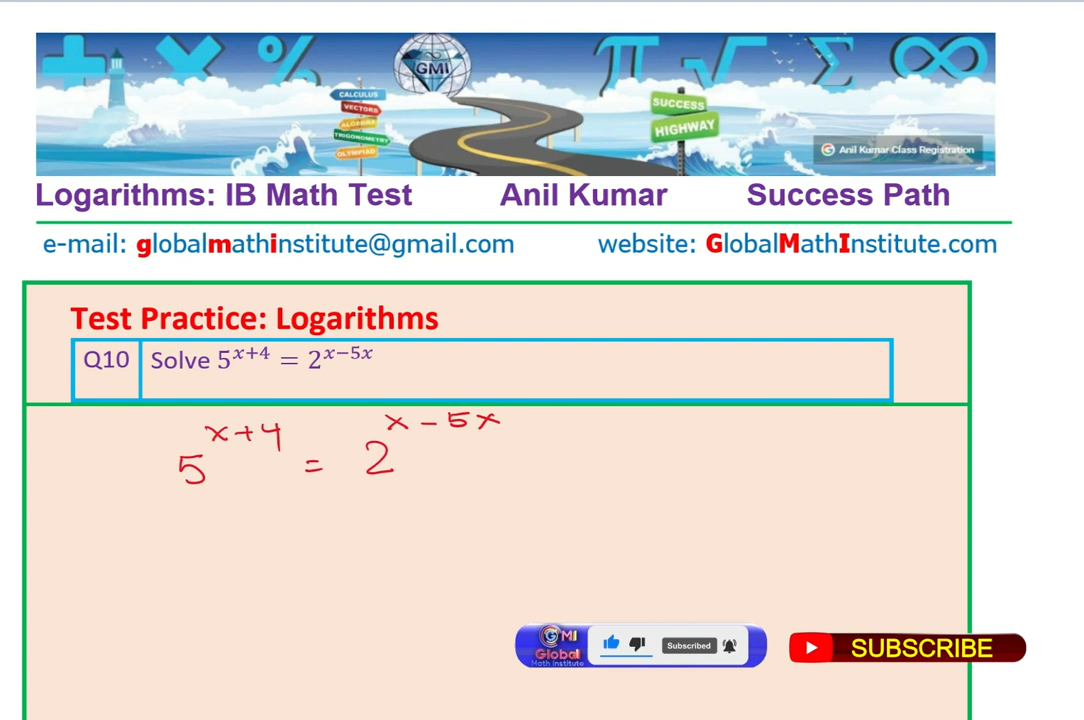 + × % GMI π √ Σ ∞
CALCULUS
VECTORS
ALGEBRA
TRIGONOMETRY
OLYMPIAD
SUCCESS
HIGHWAY
G Anil Kumar Class Registration
Logarithms: IB Math Test Anil Kumar Success Path
e-mail: globalmathinstitute@gmail.com website: GlobalMathInstitute.com
Test Practice: Logarithms
Q10 Solve 5^{x+4} = 2^{x−5x}
5^{x+4} = 2^{x−5x}
GMI
Global
Math Institute
Subscribed
SUBSCRIBE